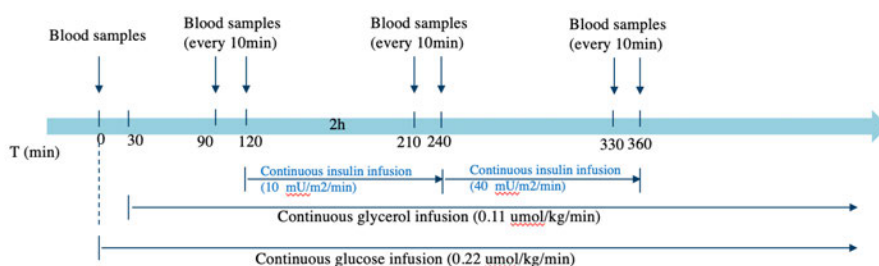 Blood samples
Blood samples
(every 10min)
Blood samples
(every 10min)
Blood samples
(every 10min)
2h
T (min)
0
30
90
120
210
240
330
360
Continuous insulin infusion
(10 mU/m2/min)
Continuous insulin infusion
(40 mU/m2/min)
Continuous glycerol infusion (0.11 umol/kg/min)
Continuous glucose infusion (0.22 umol/kg/min)